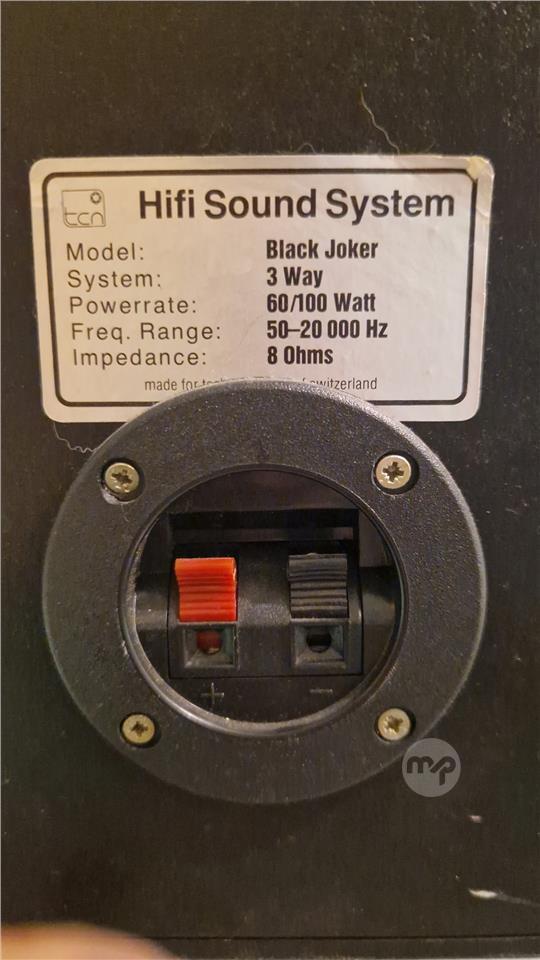 tcn
Hifi Sound System
Model: Black Joker
System: 3 Way
Powerrate: 60/100 Watt
Freq. Range: 50–20 000 Hz
Impedance: 8 Ohms
made for switzerland
+ −
mp